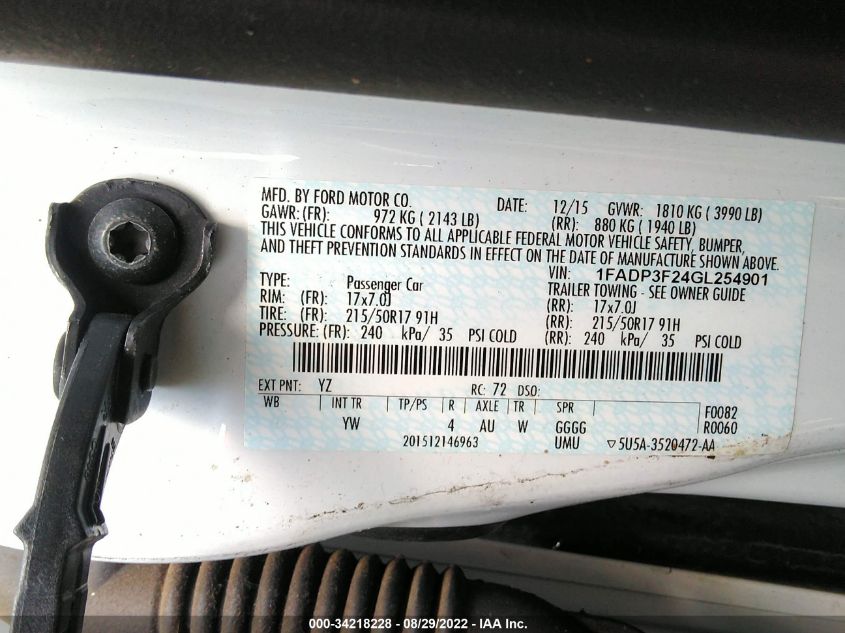 MFD. BY FORD MOTOR CO. DATE: 12/15 GVWR: 1810 KG ( 3990 LB)
GAWR: (FR): 972 KG ( 2143 LB) (RR): 880 KG ( 1940 LB)
THIS VEHICLE CONFORMS TO ALL APPLICABLE FEDERAL MOTOR VEHICLE SAFETY, BUMPER,
AND THEFT PREVENTION STANDARDS IN EFFECT ON THE DATE OF MANUFACTURE SHOWN ABOVE.
VIN: 1FADP3F24GL254901
TYPE: Passenger Car TRAILER TOWING - SEE OWNER GUIDE
RIM: (FR): 17x7.0J (RR): 17x7.0J
TIRE: (FR): 215/50R17 91H (RR): 215/50R17 91H
PRESSURE: (FR): 240 kPa/ 35 PSI COLD (RR): 240 kPa/ 35 PSI COLD
EXT PNT: YZ RC: 72 DSO:
WB INT TR TP/PS R AXLE TR SPR F0082
YW 4 AU W GGGG R0060
201512146963 UMU ▽5U5A-3520472-AA
000-34218228 - 08/29/2022 - IAA Inc.